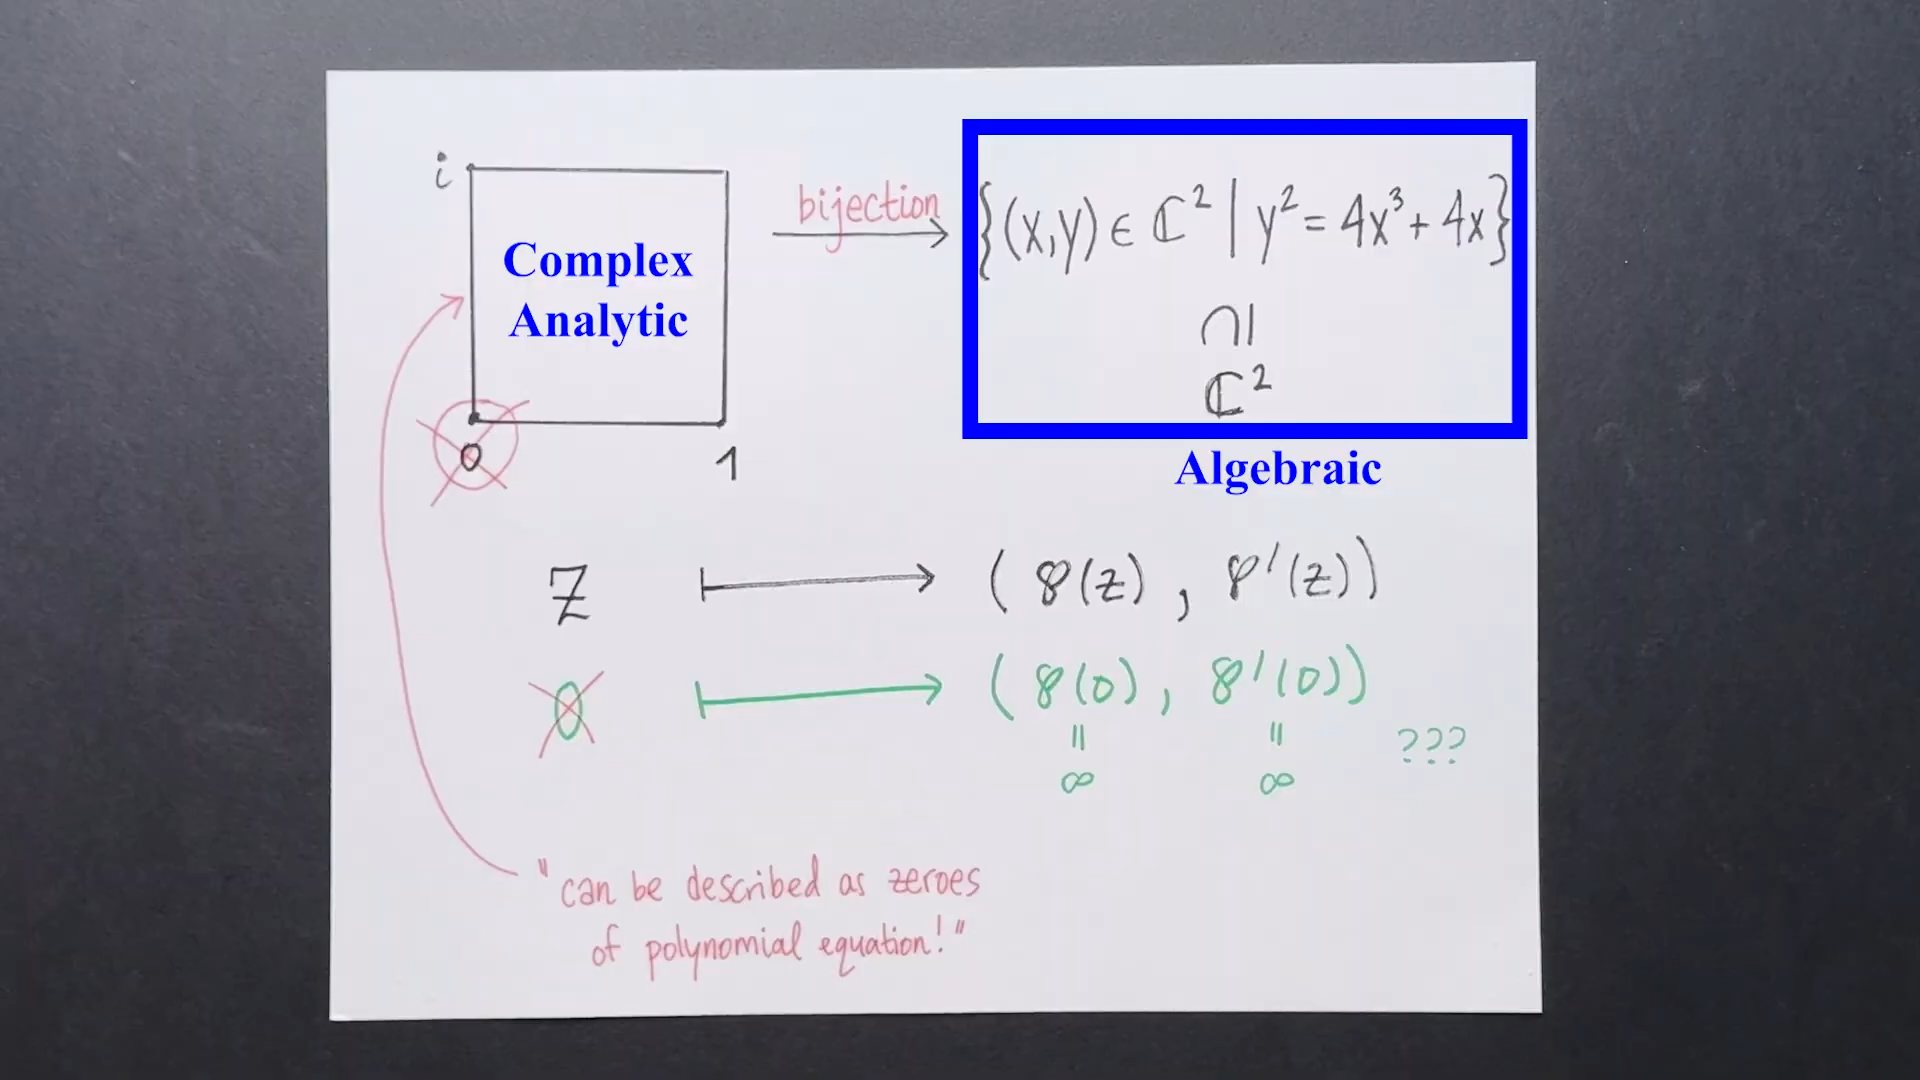 i
bijection
{(x,y) ∈ ℂ² | y² = 4x³ + 4x}
Complex
Analytic
∩|
ℂ²
0
1
Algebraic
z ⟼ (℘(z), ℘'(z))
0 ⟼ (℘(0), ℘'(0))
" "
∞ ∞ ???
"can be described as zeroes
of polynomial equation!"